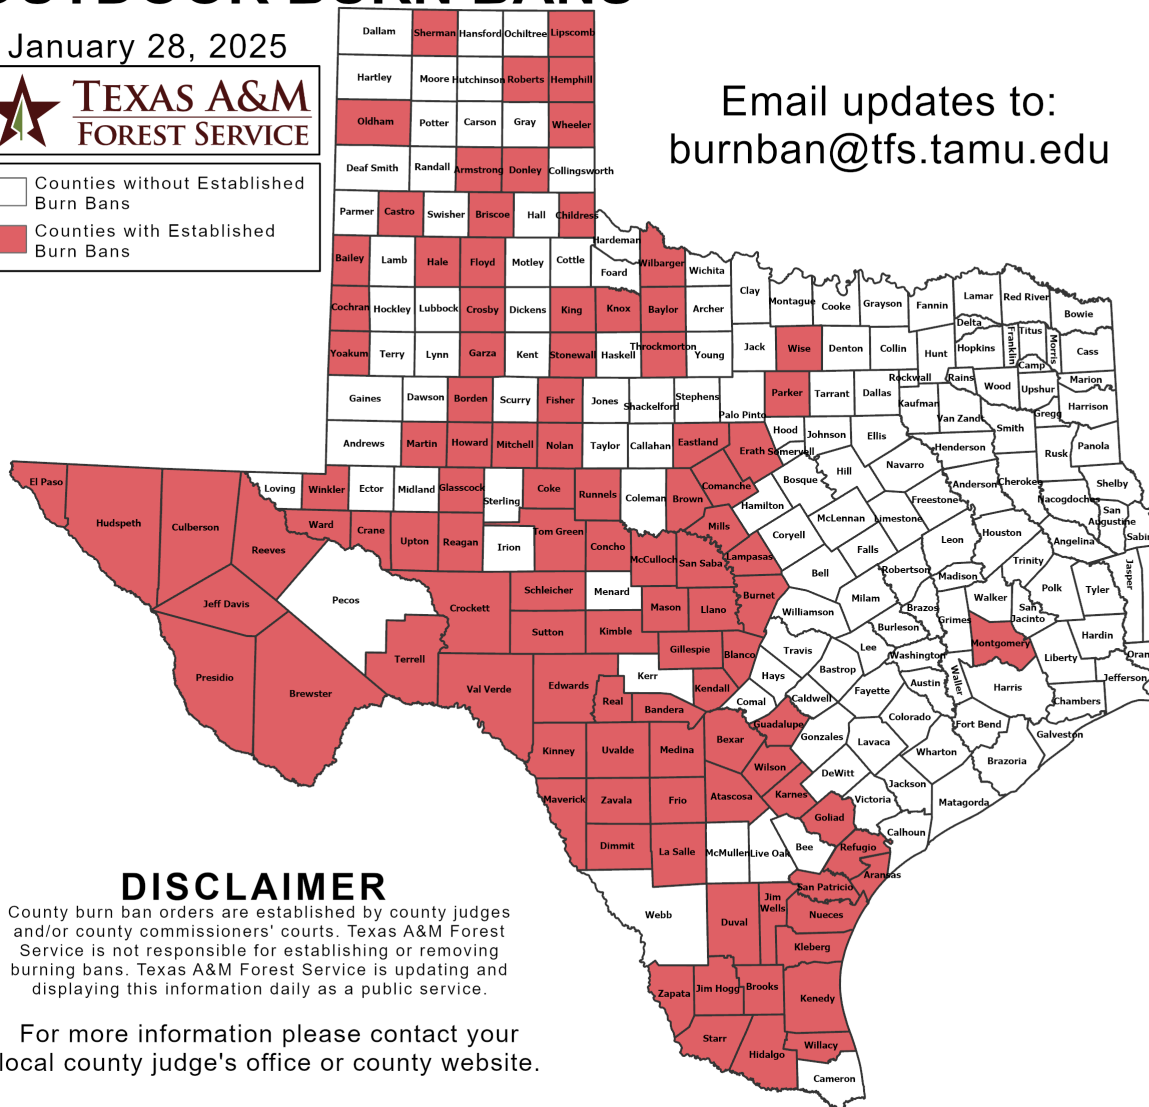 OUTDOOR BURN BANS
January 28, 2025
TEXAS A&M
FOREST SERVICE
Counties without Established
Burn Bans
Counties with Established
Burn Bans
Email updates to:
burnban@tfs.tamu.edu
Dallam Sherman Hansford Ochiltree Lipscomb
Hartley Moore Hutchinson Roberts Hemphill
Oldham Potter Carson Gray Wheeler
Deaf Smith Randall Armstrong Donley Collingsworth
Parmer Castro Swisher Briscoe Hall Childress
Hardeman
Bailey Lamb Hale Floyd Motley Cottle Foard Wilbarger Wichita
Clay Montague Cooke Grayson Fannin Lamar Red River Bowie
Cochran Hockley Lubbock Crosby Dickens King Knox Baylor Archer
Delta Titus Franklin Morris Cass
Yoakum Terry Lynn Garza Kent Stonewall Haskell Throckmorton Young Jack Wise Denton Collin Hunt Hopkins
Camp
Rockwall Rains Wood Upshur Marion
Gaines Dawson Borden Scurry Fisher Jones Shackelford Stephens Palo Pinto Parker Tarrant Dallas Kaufman Van Zandt Gregg Harrison
Smith
Andrews Martin Howard Mitchell Nolan Taylor Callahan Eastland Erath Hood Somervell Johnson Ellis Henderson Rusk Panola
El Paso Loving Winkler Ector Midland Glasscock Sterling Coke Runnels Coleman Brown Comanche Bosque Hill Navarro Anderson Cherokee Shelby
Hudspeth Culberson Reeves Ward Crane Upton Reagan Irion Tom Green Concho McCulloch San Saba Mills Hamilton McLennan Limestone Freestone Nacogdoches San
Augustine
Sabi
Coryell Falls Leon Houston Angelina
Lampasas Bell Robertson Madison Trinity Polk Tyler Jasper
Jeff Davis Pecos Crockett Schleicher Menard Mason Llano Burnet Williamson Milam Brazos Grimes Walker San
Jacinto
Sutton Kimble Burleson Montgomery Hardin
Presidio Brewster Terrell Val Verde Edwards Gillespie Blanco Travis Lee Washington Liberty Oran
Kerr Real Bandera Kendall Hays Bastrop Austin Waller Harris Jefferson
Comal Caldwell Fayette Chambers
Kinney Uvalde Medina Bexar Guadalupe Gonzales Lavaca Colorado Fort Bend Galveston
Wilson Wharton Brazoria
Maverick Zavala Frio Atascosa Karnes DeWitt Jackson Matagorda
Goliad Victoria Calhoun
Dimmit La Salle McMullen Live Oak Bee Refugio
Aransas
San Patricio
Webb Duval Jim
Wells
Nueces
Kleberg
Zapata Jim Hogg Brooks Kenedy
Starr Hidalgo Willacy
Cameron
DISCLAIMER
County burn ban orders are established by county judges
and/or county commissioners' courts. Texas A&M Forest
Service is not responsible for establishing or removing
burning bans. Texas A&M Forest Service is updating and
displaying this information daily as a public service.
For more information please contact your
local county judge's office or county website.